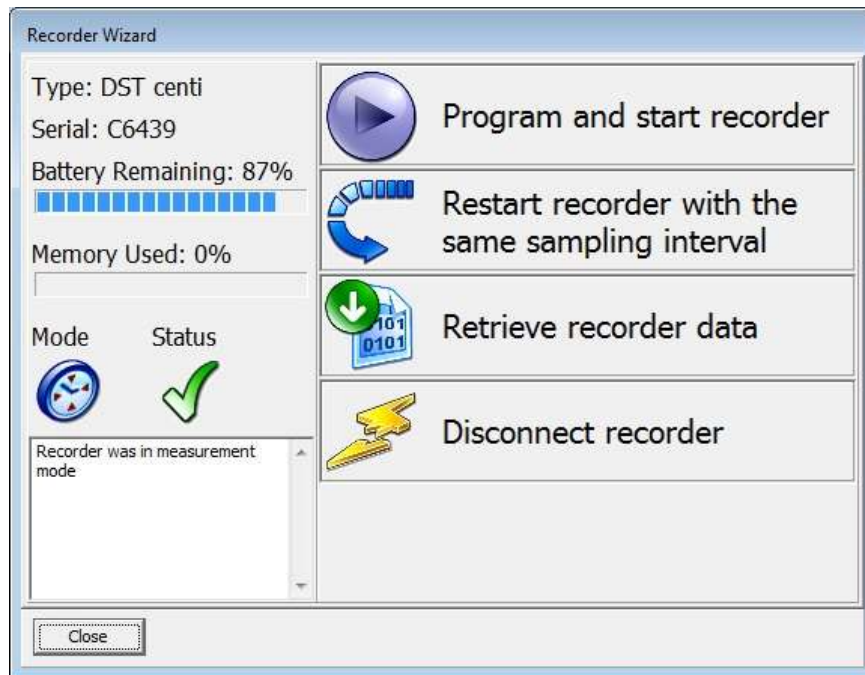 Recorder Wizard
Type: DST centi
Serial: C6439
Battery Remaining: 87%
Memory Used: 0%
Mode Status
Recorder was in measurement
mode
Program and start recorder
Restart recorder with the
same sampling interval
0101
0101
Retrieve recorder data
Disconnect recorder
Close